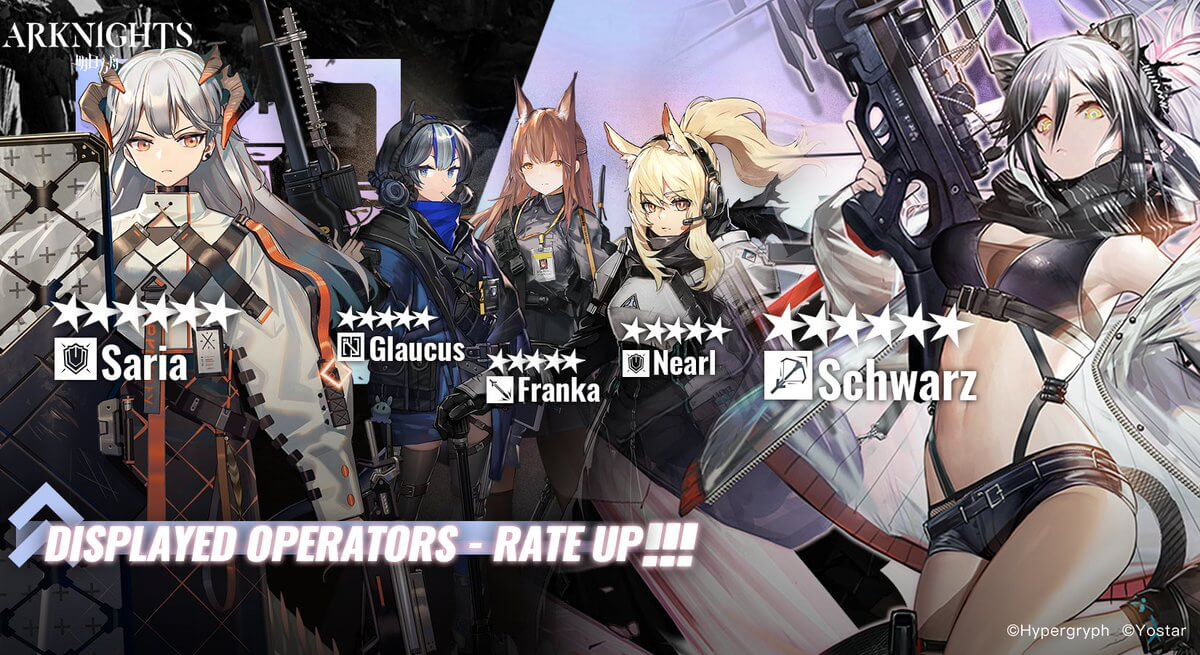 ARKNIGHTS
明日方舟
★★★★★★
Saria
★★★★★
Glaucus
★★★★★
Franka
★★★★★
Nearl
★★★★★★
Schwarz
DISPLAYED OPERATORS - RATE UP!!!
©Hypergryph ©Yostar